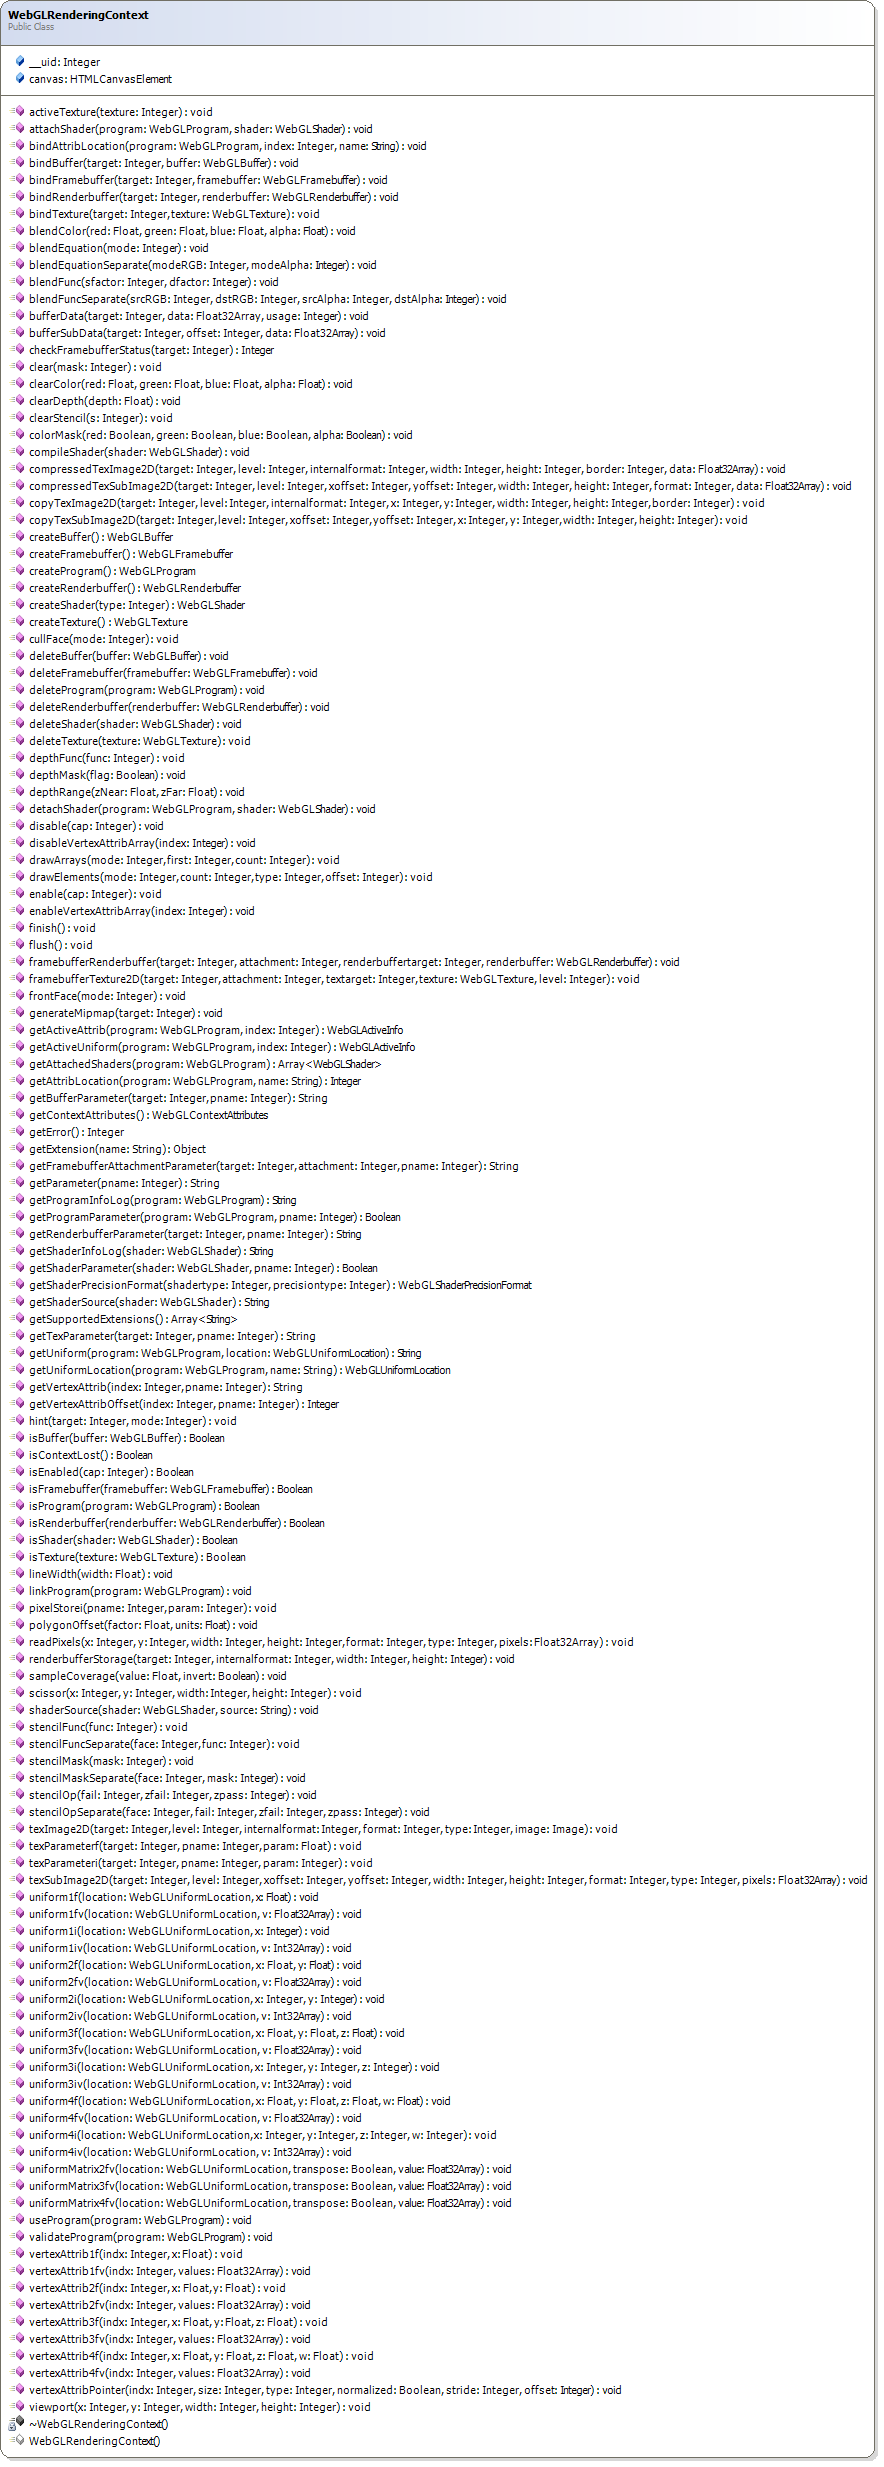 WebGLRenderingContext
Public Class
__uid: Integer
canvas: HTMLCanvasElement
activeTexture(texture: Integer) : void
attachShader(program: WebGLProgram, shader: WebGLShader) : void
bindAttribLocation(program: WebGLProgram, index: Integer, name: String) : void
bindBuffer(target: Integer, buffer: WebGLBuffer) : void
bindFramebuffer(target: Integer, framebuffer: WebGLFramebuffer) : void
bindRenderbuffer(target: Integer, renderbuffer: WebGLRenderbuffer) : void
bindTexture(target: Integer, texture: WebGLTexture) : void
blendColor(red: Float, green: Float, blue: Float, alpha: Float) : void
blendEquation(mode: Integer) : void
blendEquationSeparate(modeRGB: Integer, modeAlpha: Integer) : void
blendFunc(sfactor: Integer, dfactor: Integer) : void
blendFuncSeparate(srcRGB: Integer, dstRGB: Integer, srcAlpha: Integer, dstAlpha: Integer) : void
bufferData(target: Integer, data: Float32Array, usage: Integer) : void
bufferSubData(target: Integer, offset: Integer, data: Float32Array) : void
checkFramebufferStatus(target: Integer) : Integer
clear(mask: Integer) : void
clearColor(red: Float, green: Float, blue: Float, alpha: Float) : void
clearDepth(depth: Float) : void
clearStencil(s: Integer) : void
colorMask(red: Boolean, green: Boolean, blue: Boolean, alpha: Boolean) : void
compileShader(shader: WebGLShader) : void
compressedTexImage2D(target: Integer, level: Integer, internalformat: Integer, width: Integer, height: Integer, border: Integer, data: Float32Array) : void
compressedTexSubImage2D(target: Integer, level: Integer, xoffset: Integer, yoffset: Integer, width: Integer, height: Integer, format: Integer, data: Float32Array) : void
copyTexImage2D(target: Integer, level: Integer, internalformat: Integer, x: Integer, y: Integer, width: Integer, height: Integer, border: Integer) : void
copyTexSubImage2D(target: Integer, level: Integer, xoffset: Integer, yoffset: Integer, x: Integer, y: Integer, width: Integer, height: Integer) : void
createBuffer() : WebGLBuffer
createFramebuffer() : WebGLFramebuffer
createProgram() : WebGLProgram
createRenderbuffer() : WebGLRenderbuffer
createShader(type: Integer) : WebGLShader
createTexture() : WebGLTexture
cullFace(mode: Integer) : void
deleteBuffer(buffer: WebGLBuffer) : void
deleteFramebuffer(framebuffer: WebGLFramebuffer) : void
deleteProgram(program: WebGLProgram) : void
deleteRenderbuffer(renderbuffer: WebGLRenderbuffer) : void
deleteShader(shader: WebGLShader) : void
deleteTexture(texture: WebGLTexture) : void
depthFunc(func: Integer) : void
depthMask(flag: Boolean) : void
depthRange(zNear: Float, zFar: Float) : void
detachShader(program: WebGLProgram, shader: WebGLShader) : void
disable(cap: Integer) : void
disableVertexAttribArray(index: Integer) : void
drawArrays(mode: Integer, first: Integer, count: Integer) : void
drawElements(mode: Integer, count: Integer, type: Integer, offset: Integer) : void
enable(cap: Integer) : void
enableVertexAttribArray(index: Integer) : void
finish() : void
flush() : void
framebufferRenderbuffer(target: Integer, attachment: Integer, renderbuffertarget: Integer, renderbuffer: WebGLRenderbuffer) : void
framebufferTexture2D(target: Integer, attachment: Integer, textarget: Integer, texture: WebGLTexture, level: Integer) : void
frontFace(mode: Integer) : void
generateMipmap(target: Integer) : void
getActiveAttrib(program: WebGLProgram, index: Integer) : WebGLActiveInfo
getActiveUniform(program: WebGLProgram, index: Integer) : WebGLActiveInfo
getAttachedShaders(program: WebGLProgram) : Array<WebGLShader>
getAttribLocation(program: WebGLProgram, name: String) : Integer
getBufferParameter(target: Integer, pname: Integer) : String
getContextAttributes() : WebGLContextAttributes
getError() : Integer
getExtension(name: String) : Object
getFramebufferAttachmentParameter(target: Integer, attachment: Integer, pname: Integer) : String
getParameter(pname: Integer) : String
getProgramInfoLog(program: WebGLProgram) : String
getProgramParameter(program: WebGLProgram, pname: Integer) : Boolean
getRenderbufferParameter(target: Integer, pname: Integer) : String
getShaderInfoLog(shader: WebGLShader) : String
getShaderParameter(shader: WebGLShader, pname: Integer) : Boolean
getShaderPrecisionFormat(shadertype: Integer, precisiontype: Integer) : WebGLShaderPrecisionFormat
getShaderSource(shader: WebGLShader) : String
getSupportedExtensions() : Array<String>
getTexParameter(target: Integer, pname: Integer) : String
getUniform(program: WebGLProgram, location: WebGLUniformLocation) : String
getUniformLocation(program: WebGLProgram, name: String) : WebGLUniformLocation
getVertexAttrib(index: Integer, pname: Integer) : String
getVertexAttribOffset(index: Integer, pname: Integer) : Integer
hint(target: Integer, mode: Integer) : void
isBuffer(buffer: WebGLBuffer) : Boolean
isContextLost() : Boolean
isEnabled(cap: Integer) : Boolean
isFramebuffer(framebuffer: WebGLFramebuffer) : Boolean
isProgram(program: WebGLProgram) : Boolean
isRenderbuffer(renderbuffer: WebGLRenderbuffer) : Boolean
isShader(shader: WebGLShader) : Boolean
isTexture(texture: WebGLTexture) : Boolean
lineWidth(width: Float) : void
linkProgram(program: WebGLProgram) : void
pixelStorei(pname: Integer, param: Integer) : void
polygonOffset(factor: Float, units: Float) : void
readPixels(x: Integer, y: Integer, width: Integer, height: Integer, format: Integer, type: Integer, pixels: Float32Array) : void
renderbufferStorage(target: Integer, internalformat: Integer, width: Integer, height: Integer) : void
sampleCoverage(value: Float, invert: Boolean) : void
scissor(x: Integer, y: Integer, width: Integer, height: Integer) : void
shaderSource(shader: WebGLShader, source: String) : void
stencilFunc(func: Integer) : void
stencilFuncSeparate(face: Integer, func: Integer) : void
stencilMask(mask: Integer) : void
stencilMaskSeparate(face: Integer, mask: Integer) : void
stencilOp(fail: Integer, zfail: Integer, zpass: Integer) : void
stencilOpSeparate(face: Integer, fail: Integer, zfail: Integer, zpass: Integer) : void
texImage2D(target: Integer, level: Integer, internalformat: Integer, format: Integer, type: Integer, image: Image) : void
texParameterf(target: Integer, pname: Integer, param: Float) : void
texParameteri(target: Integer, pname: Integer, param: Integer) : void
texSubImage2D(target: Integer, level: Integer, xoffset: Integer, yoffset: Integer, width: Integer, height: Integer, format: Integer, type: Integer, pixels: Float32Array) : void
uniform1f(location: WebGLUniformLocation, x: Float) : void
uniform1fv(location: WebGLUniformLocation, v: Float32Array) : void
uniform1i(location: WebGLUniformLocation, x: Integer) : void
uniform1iv(location: WebGLUniformLocation, v: Int32Array) : void
uniform2f(location: WebGLUniformLocation, x: Float, y: Float) : void
uniform2fv(location: WebGLUniformLocation, v: Float32Array) : void
uniform2i(location: WebGLUniformLocation, x: Integer, y: Integer) : void
uniform2iv(location: WebGLUniformLocation, v: Int32Array) : void
uniform3f(location: WebGLUniformLocation, x: Float, y: Float, z: Float) : void
uniform3fv(location: WebGLUniformLocation, v: Float32Array) : void
uniform3i(location: WebGLUniformLocation, x: Integer, y: Integer, z: Integer) : void
uniform3iv(location: WebGLUniformLocation, v: Int32Array) : void
uniform4f(location: WebGLUniformLocation, x: Float, y: Float, z: Float, w: Float) : void
uniform4fv(location: WebGLUniformLocation, v: Float32Array) : void
uniform4i(location: WebGLUniformLocation, x: Integer, y: Integer, z: Integer, w: Integer) : void
uniform4iv(location: WebGLUniformLocation, v: Int32Array) : void
uniformMatrix2fv(location: WebGLUniformLocation, transpose: Boolean, value: Float32Array) : void
uniformMatrix3fv(location: WebGLUniformLocation, transpose: Boolean, value: Float32Array) : void
uniformMatrix4fv(location: WebGLUniformLocation, transpose: Boolean, value: Float32Array) : void
useProgram(program: WebGLProgram) : void
validateProgram(program: WebGLProgram) : void
vertexAttrib1f(indx: Integer, x: Float) : void
vertexAttrib1fv(indx: Integer, values: Float32Array) : void
vertexAttrib2f(indx: Integer, x: Float, y: Float) : void
vertexAttrib2fv(indx: Integer, values: Float32Array) : void
vertexAttrib3f(indx: Integer, x: Float, y: Float, z: Float) : void
vertexAttrib3fv(indx: Integer, values: Float32Array) : void
vertexAttrib4f(indx: Integer, x: Float, y: Float, z: Float, w: Float) : void
vertexAttrib4fv(indx: Integer, values: Float32Array) : void
vertexAttribPointer(indx: Integer, size: Integer, type: Integer, normalized: Boolean, stride: Integer, offset: Integer) : void
viewport(x: Integer, y: Integer, width: Integer, height: Integer) : void
~WebGLRenderingContext()
WebGLRenderingContext()